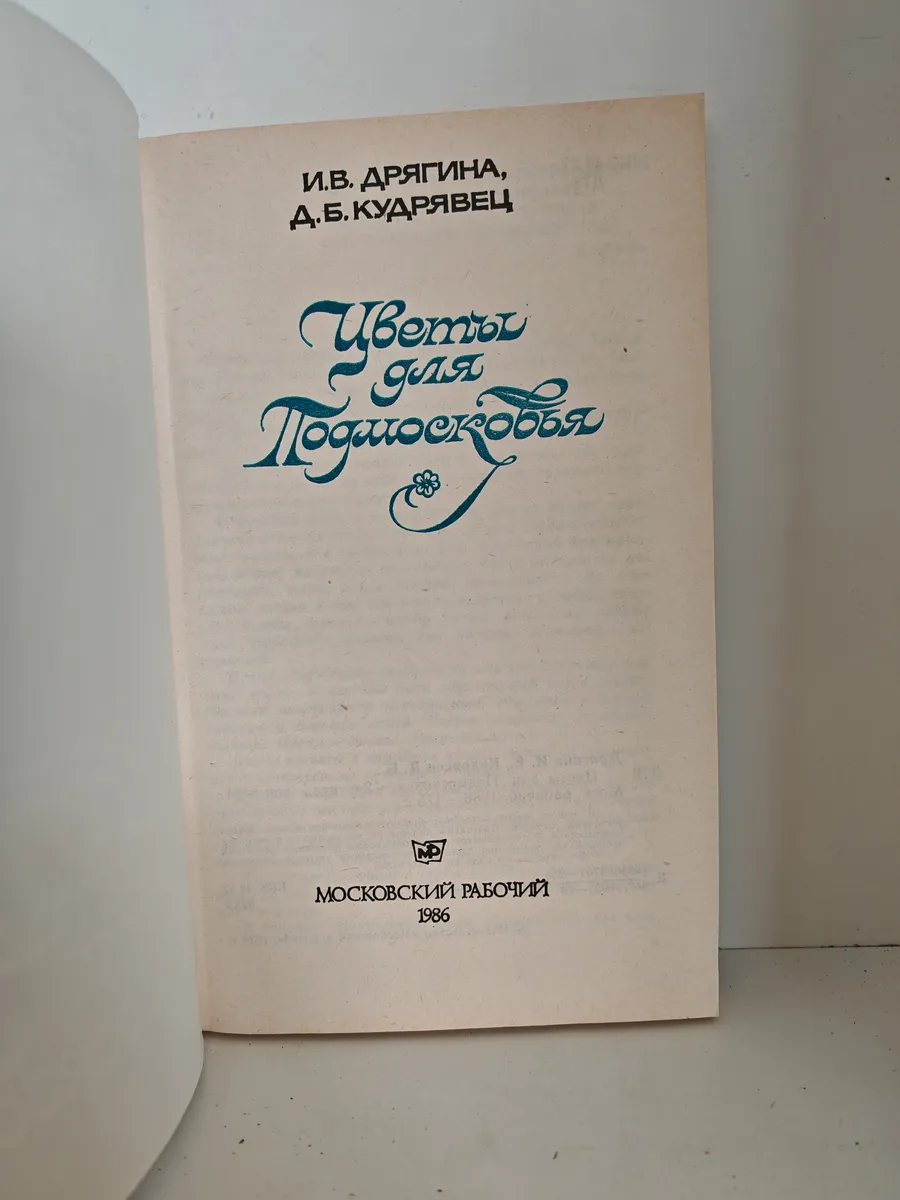 И.В. ДРЯГИНА,
Д.Б. КУДРЯВЕЦ
Цветы
для
Подмосковья
МР
МОСКОВСКИЙ РАБОЧИЙ
1986